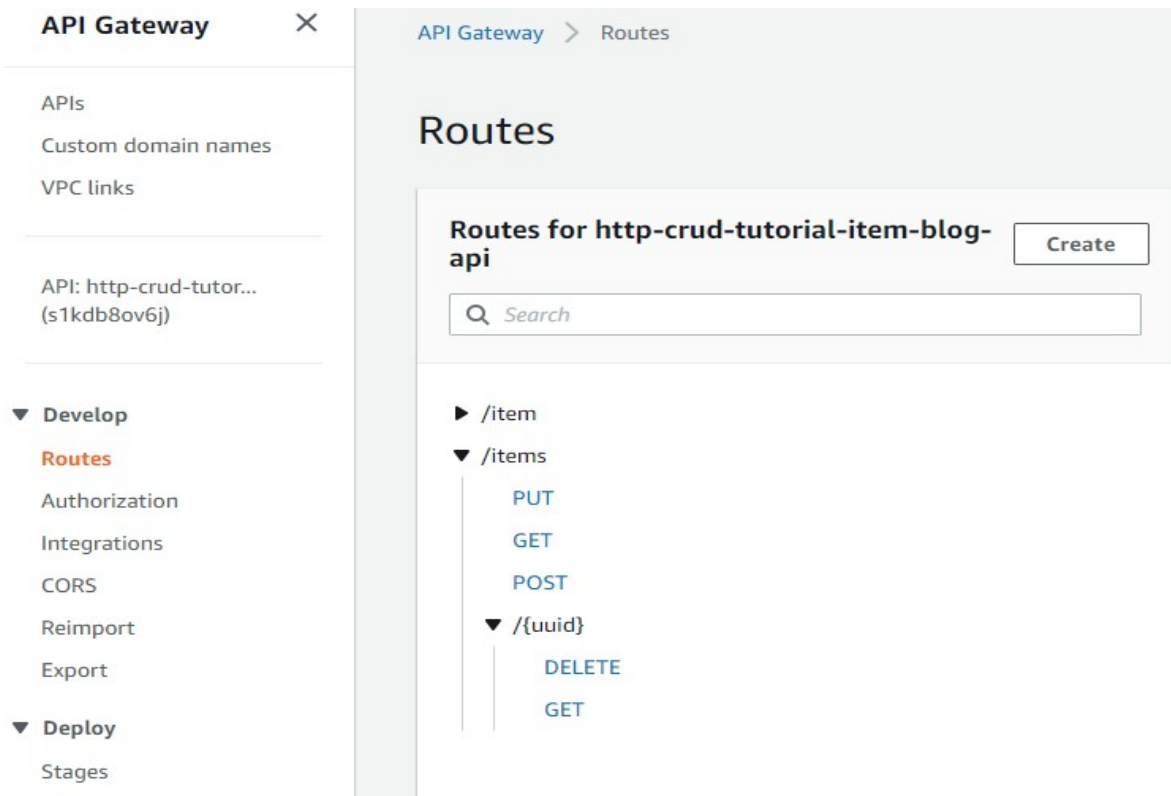 API Gateway
APIs
Custom domain names
VPC links
API: http-crud-tutor...
(s1kdb8ov6j)
Develop
Routes
Authorization
Integrations
CORS
Reimport
Export
Deploy
Stages
API Gateway > Routes
Routes
Routes for http-crud-tutorial-item-blog-
api
Create
Search
/item
/items
PUT
GET
POST
/{uuid}
DELETE
GET